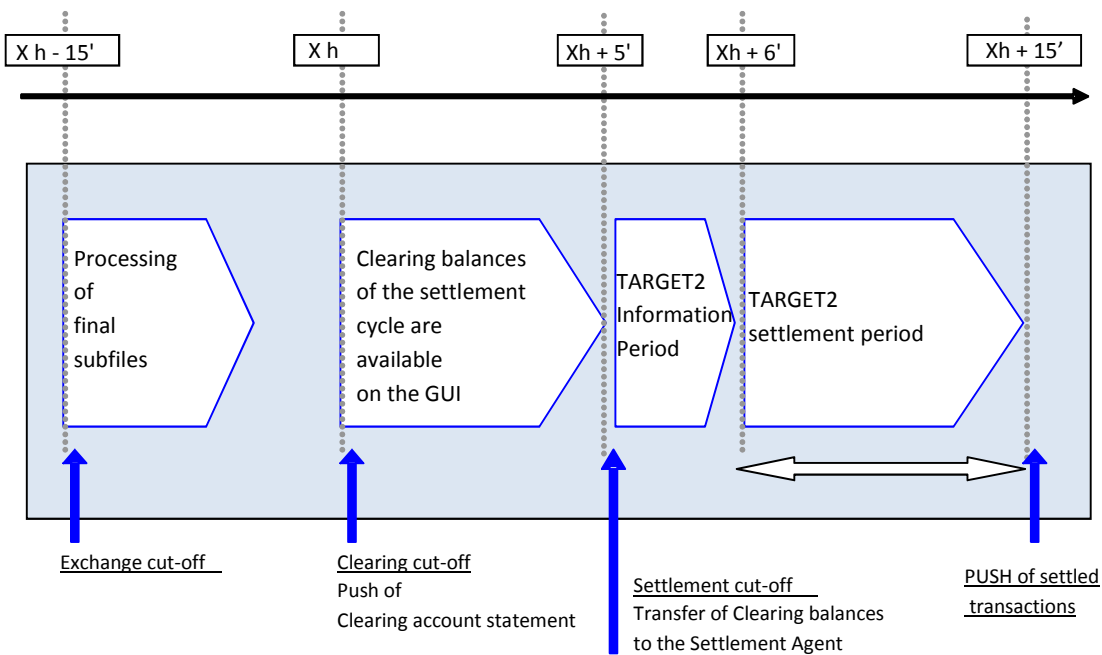 X h - 15'
X h
Xh + 5'
Xh + 6'
Xh + 15’
Processing
of
final
subfiles
Clearing balances
of the settlement
cycle are
available
on the GUI
TARGET2
Information
Period
TARGET2
settlement period
Exchange cut-off
Clearing cut-off
Push of
Clearing account statement
Settlement cut-off
Transfer of Clearing balances
to the Settlement Agent
PUSH of settled
transactions